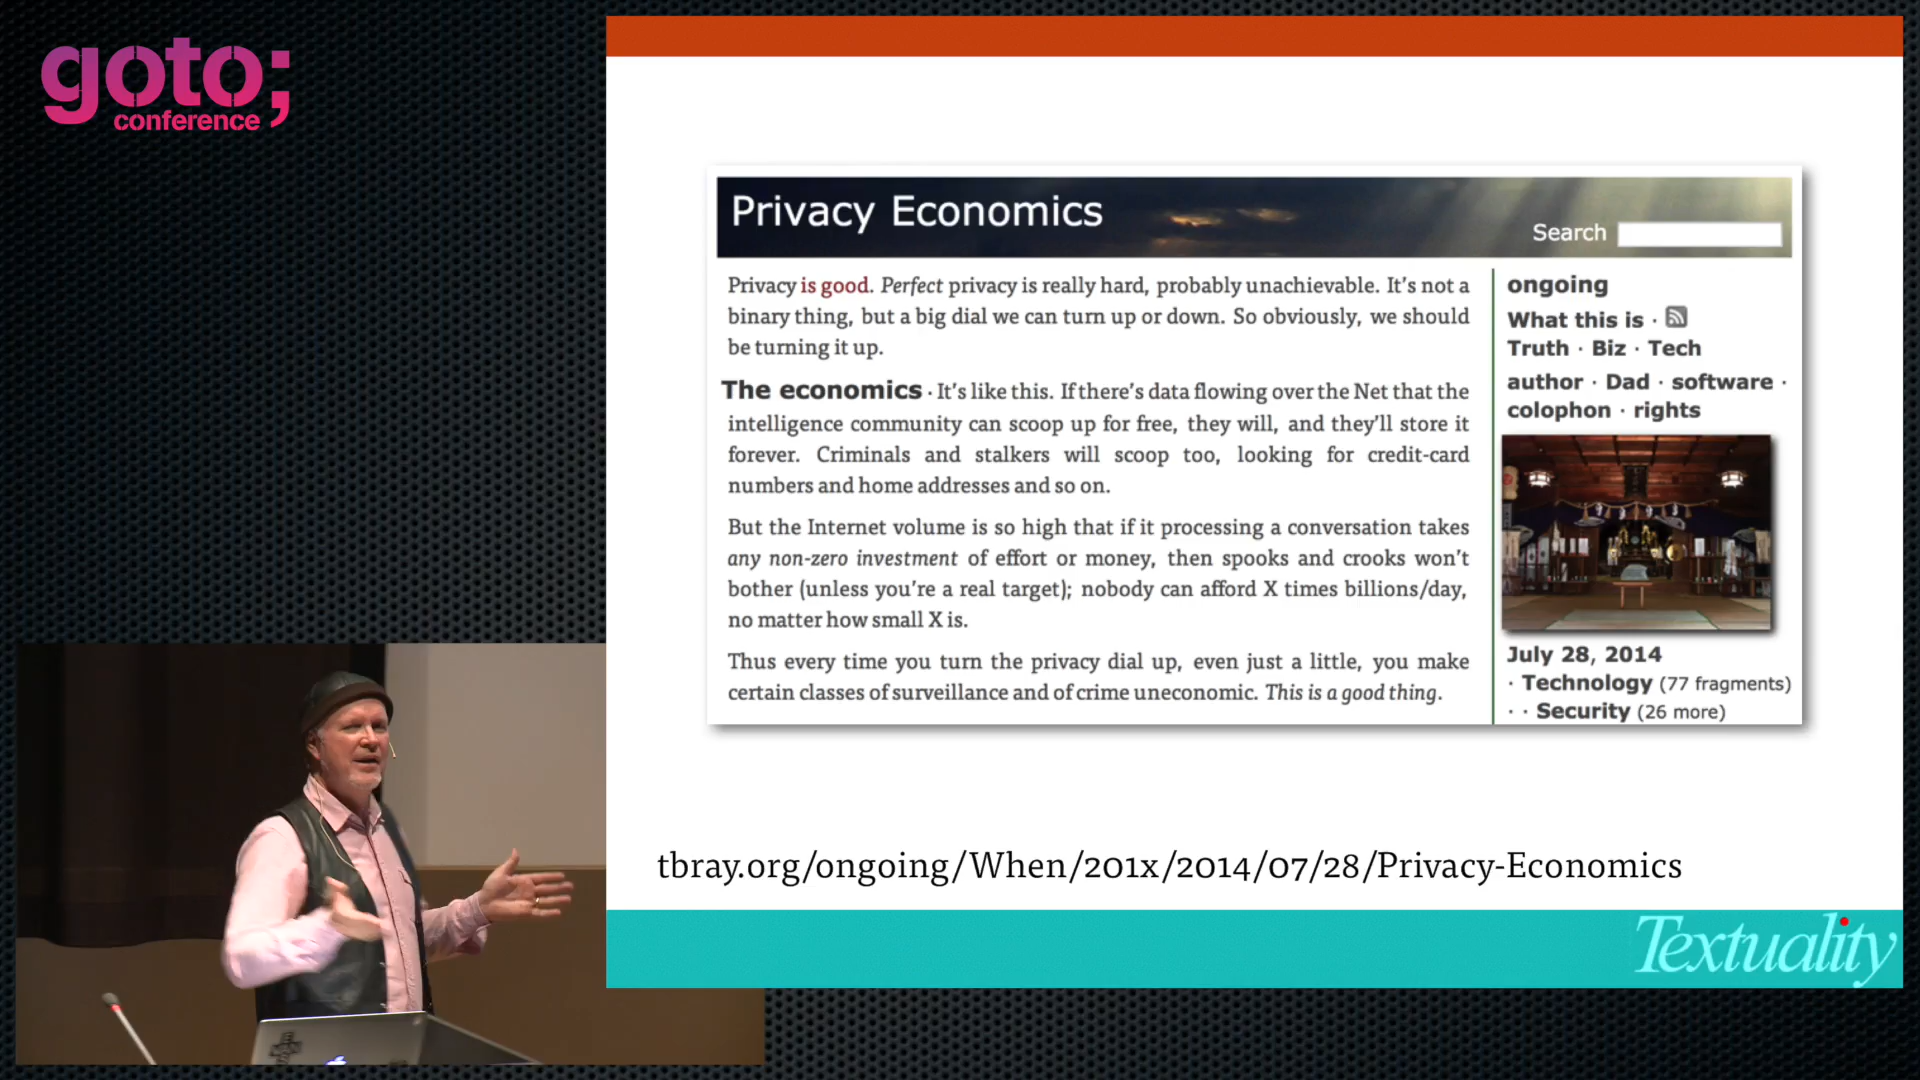 goto;
conference
Privacy Economics
Search
Privacy is good. Perfect privacy is really hard, probably unachievable. It's not a
binary thing, but a big dial we can turn up or down. So obviously, we should
be turning it up.
The economics · It's like this. If there's data flowing over the Net that the
intelligence community can scoop up for free, they will, and they'll store it
forever. Criminals and stalkers will scoop too, looking for credit-card
numbers and home addresses and so on.
But the Internet volume is so high that if it processing a conversation takes
any non-zero investment of effort or money, then spooks and crooks won't
bother (unless you're a real target); nobody can afford X times billions/day,
no matter how small X is.
Thus every time you turn the privacy dial up, even just a little, you make
certain classes of surveillance and of crime uneconomic. This is a good thing.
ongoing
What this is ·
Truth · Biz · Tech
author · Dad · software ·
colophon · rights
July 28, 2014
· Technology (77 fragments)
· · Security (26 more)
tbray.org/ongoing/When/201x/2014/07/28/Privacy-Economics
Textuality